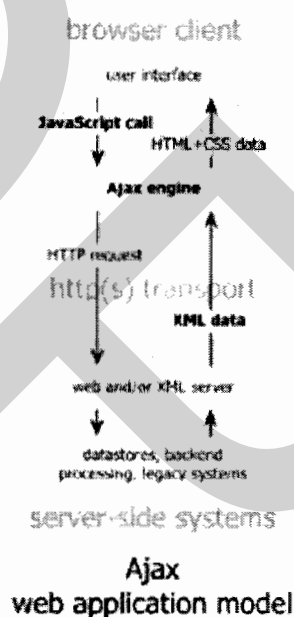 browser client
user interface
JavaScript call
HTML+CSS data
Ajax engine
HTTP request
http(s) transport
XML data
web and/or XML server
datastores, backend
processing, legacy systems
server-side systems
Ajax
web application model